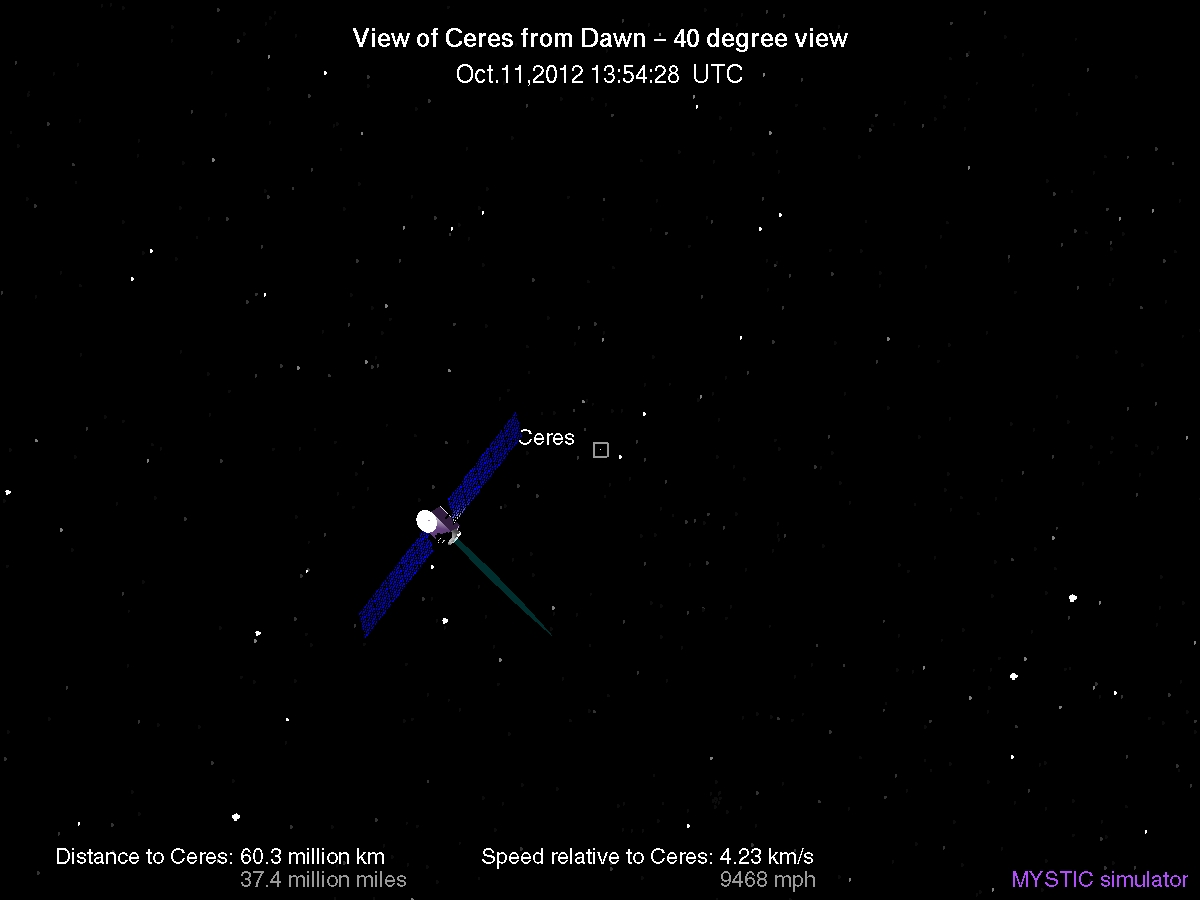 View of Ceres from Dawn – 40 degree view
Oct.11,2012 13:54:28 UTC
Ceres
Distance to Ceres: 60.3 million km
37.4 million miles
Speed relative to Ceres: 4.23 km/s
9468 mph
MYSTIC simulator